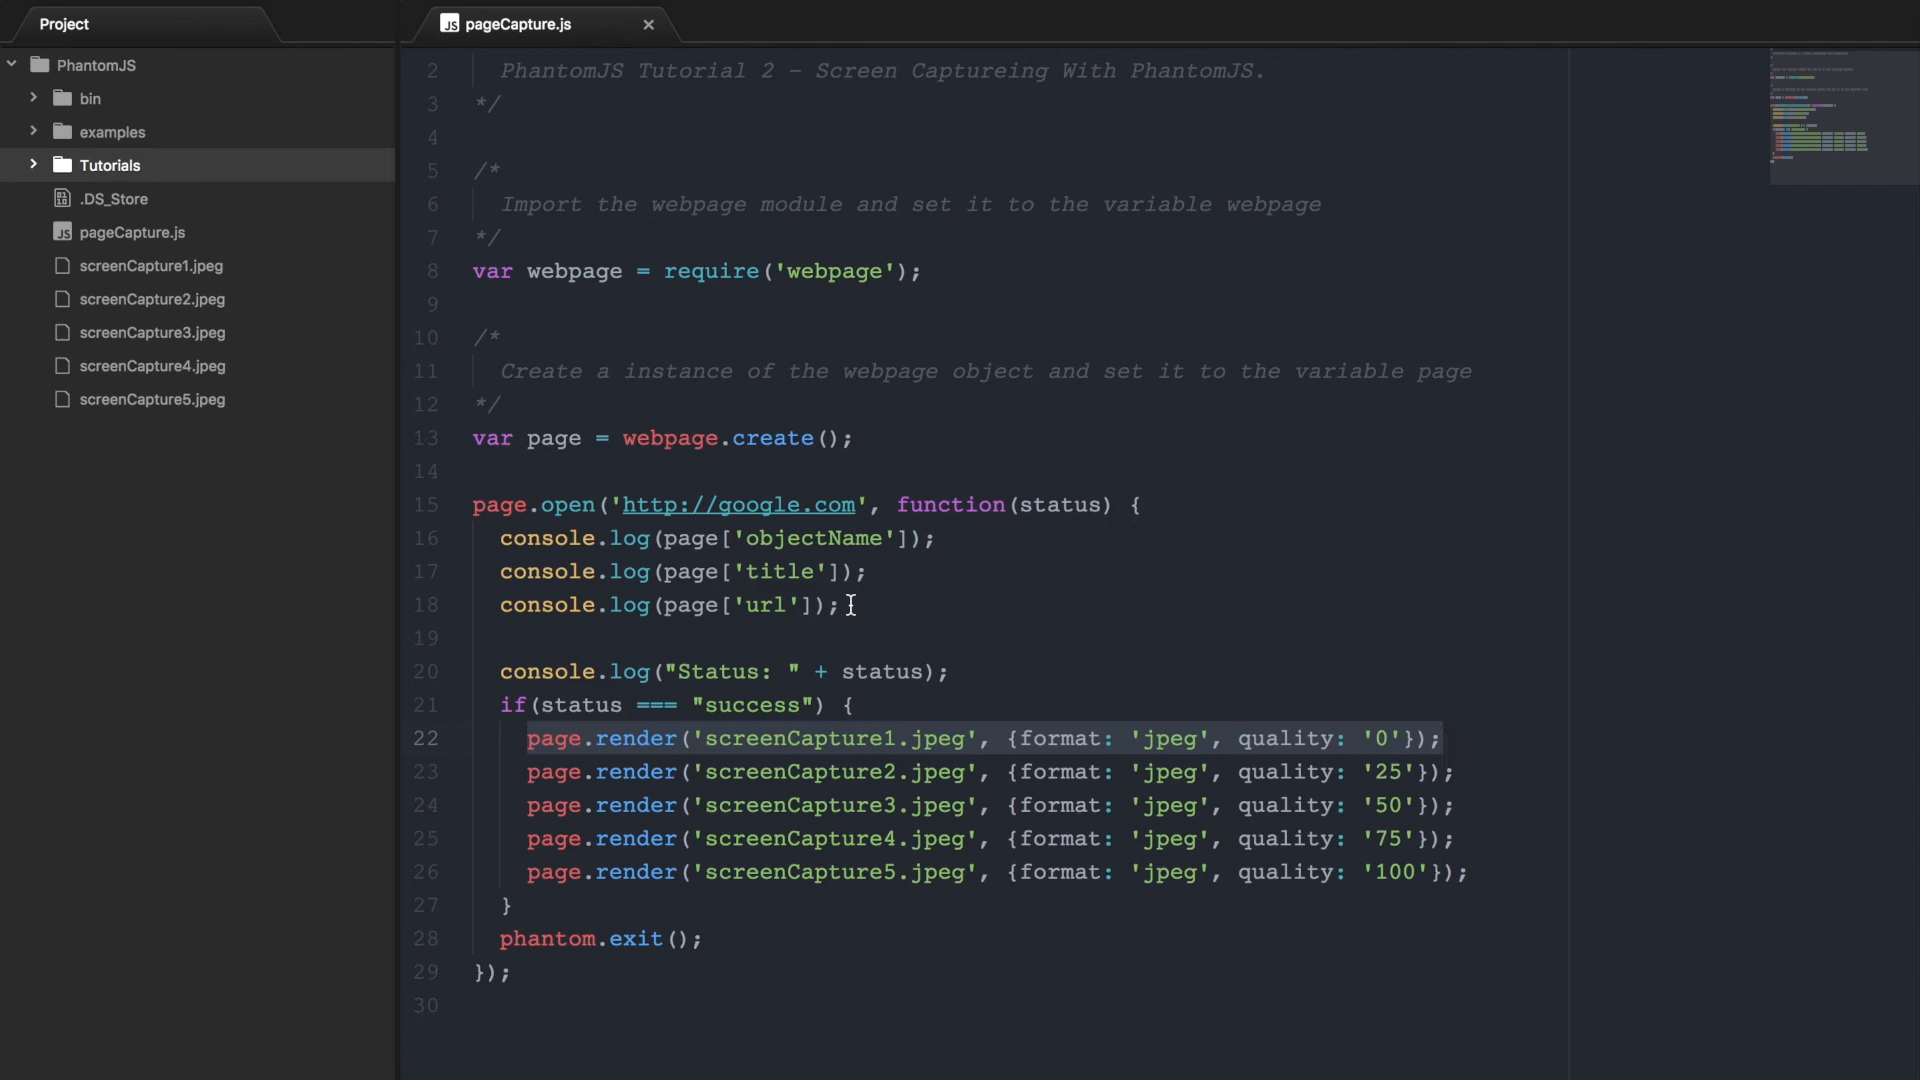 Project
PhantomJS
bin
examples
Tutorials
.DS_Store
pageCapture.js
screenCapture1.jpeg
screenCapture2.jpeg
screenCapture3.jpeg
screenCapture4.jpeg
screenCapture5.jpeg
pageCapture.js
2 PhantomJS Tutorial 2 - Screen Captureing With PhantomJS.
3 */
4
5 /*
6 Import the webpage module and set it to the variable webpage
7 */
8 var webpage = require('webpage');
9
10 /*
11 Create a instance of the webpage object and set it to the variable page
12 */
13 var page = webpage.create();
14
15 page.open('http://google.com', function(status) {
16 console.log(page['objectName']);
17 console.log(page['title']);
18 console.log(page['url']);
19
20 console.log("Status: " + status);
21 if(status === "success") {
22 page.render('screenCapture1.jpeg', {format: 'jpeg', quality: '0'});
23 page.render('screenCapture2.jpeg', {format: 'jpeg', quality: '25'});
24 page.render('screenCapture3.jpeg', {format: 'jpeg', quality: '50'});
25 page.render('screenCapture4.jpeg', {format: 'jpeg', quality: '75'});
26 page.render('screenCapture5.jpeg', {format: 'jpeg', quality: '100'});
27 }
28 phantom.exit();
29 });
30